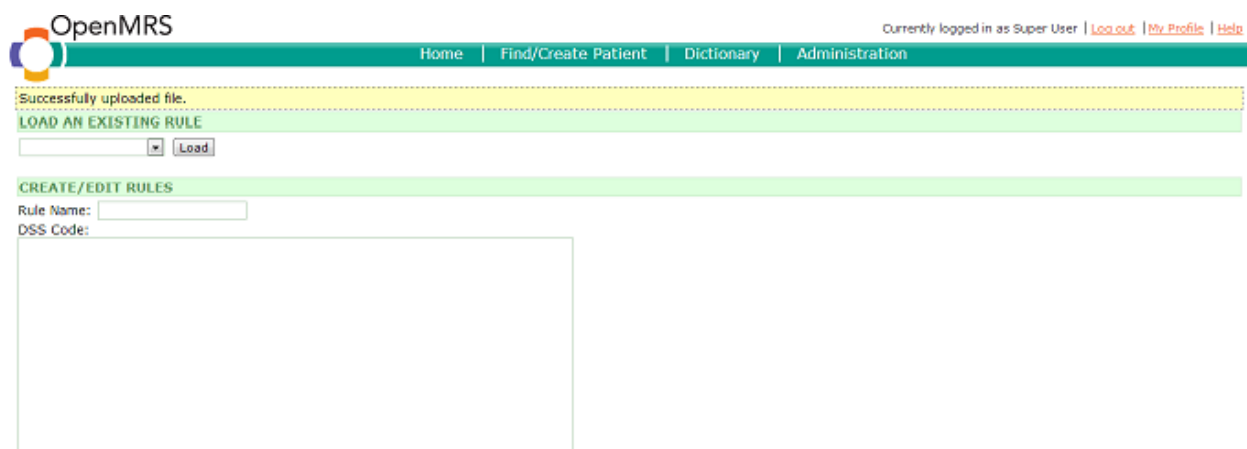 OpenMRS
Currently logged in as Super User | Log out | My Profile | Help
Home | Find/Create Patient | Dictionary | Administration
Successfully uploaded file.
LOAD AN EXISTING RULE
Load
CREATE/EDIT RULES
Rule Name:
DSS Code: